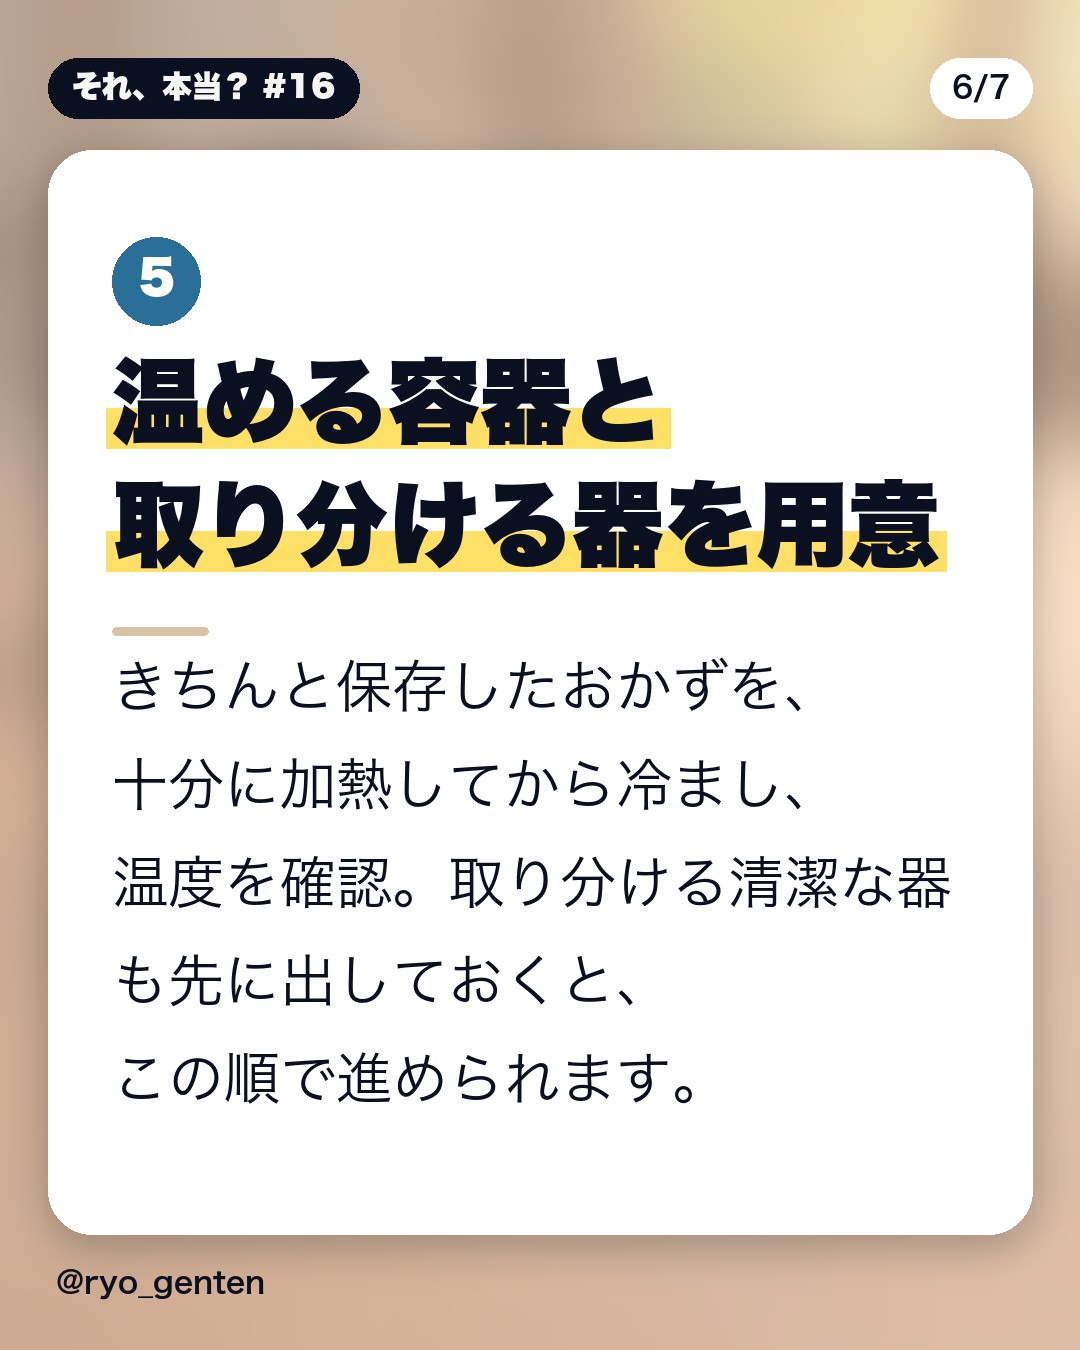 それ、本当？ #16
6/7
5
温める容器と
取り分ける器を用意
きちんと保存したおかずを、
十分に加熱してから冷まし、
温度を確認。取り分ける清潔な器
も先に出しておくと、
この順で進められます。
@ryo_genten